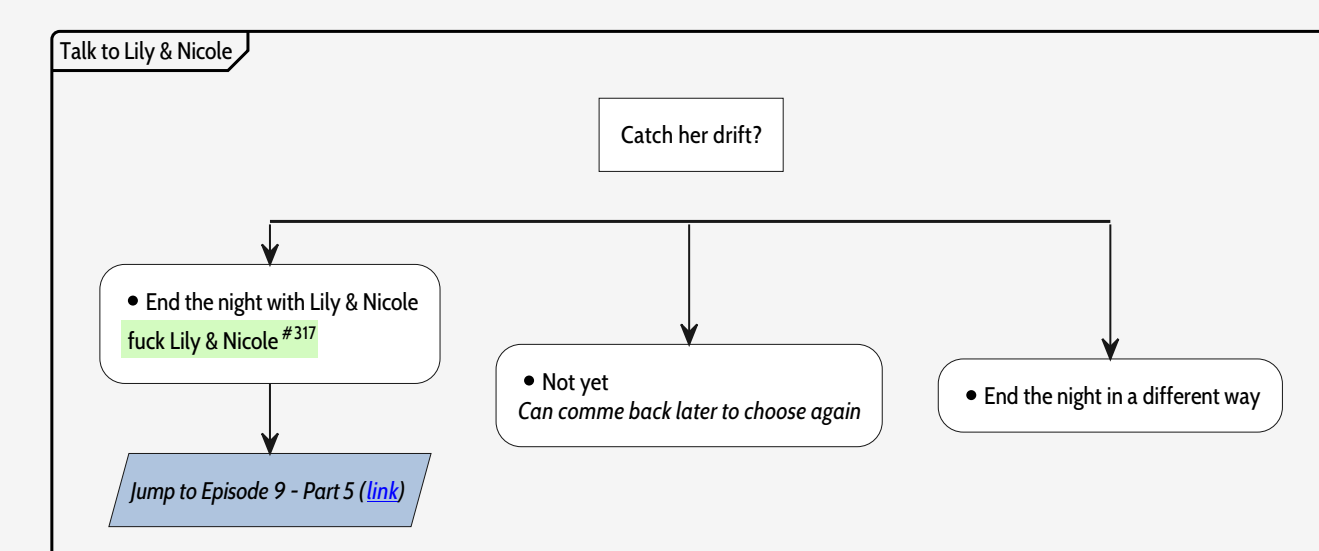 Talk to Lily & Nicole
Catch her drift?
• End the night with Lily & Nicole
fuck Lily & Nicole #317
• Not yet
Can comme back later to choose again
• End the night in a different way
Jump to Episode 9 - Part 5 (link)